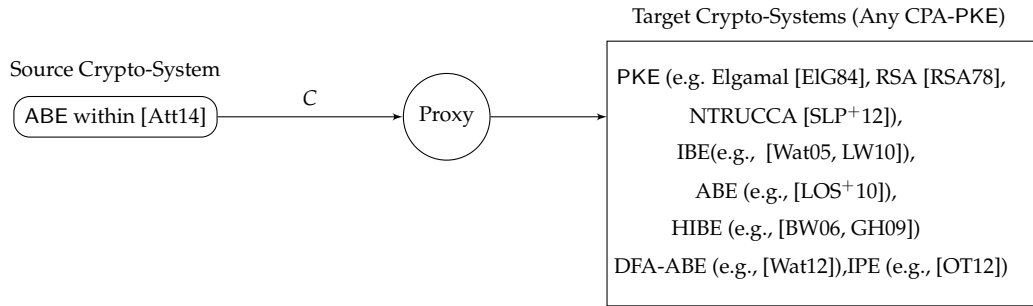 Target Crypto-Systems (Any CPA-PKE)
Source Crypto-System
ABE within [Att14]
C
Proxy
PKE (e.g. Elgamal [ElG84], RSA [RSA78],
NTRUCCA [SLP+12]),
IBE(e.g., [Wat05, LW10]),
ABE (e.g., [LOS+10]),
HIBE (e.g., [BW06, GH09])
DFA-ABE (e.g., [Wat12]),IPE (e.g., [OT12])